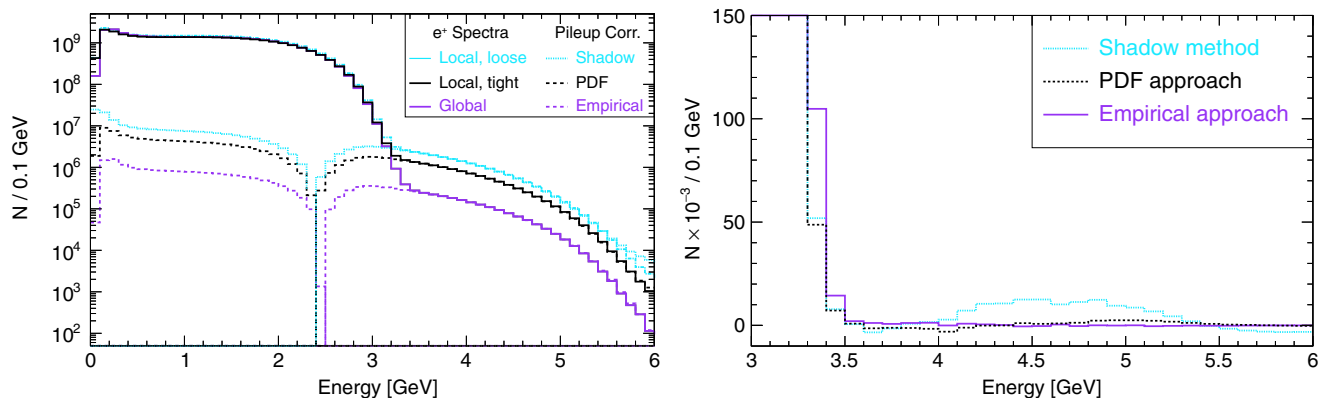 N / 0.1 GeV
10⁹
10⁸
10⁷
10⁶
10⁵
10⁴
10³
10²
e⁺ Spectra Pileup Corr.
Local, loose Shadow
Local, tight PDF
Global Empirical
0 1 2 3 4 5 6
Energy [GeV]
N × 10⁻³ / 0.1 GeV
150
100
50
0
Shadow method
PDF approach
Empirical approach
3 3.5 4 4.5 5 5.5 6
Energy [GeV]